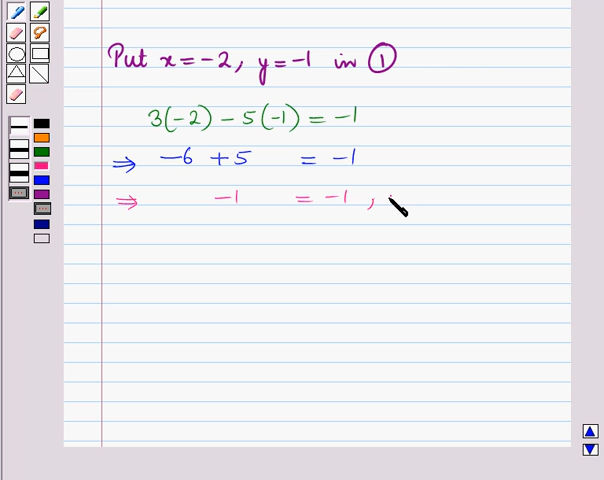 Put x = -2, y = -1 in ①
3(-2) - 5(-1) = -1
⇒ -6 + 5 = -1
⇒ -1 = -1 ,